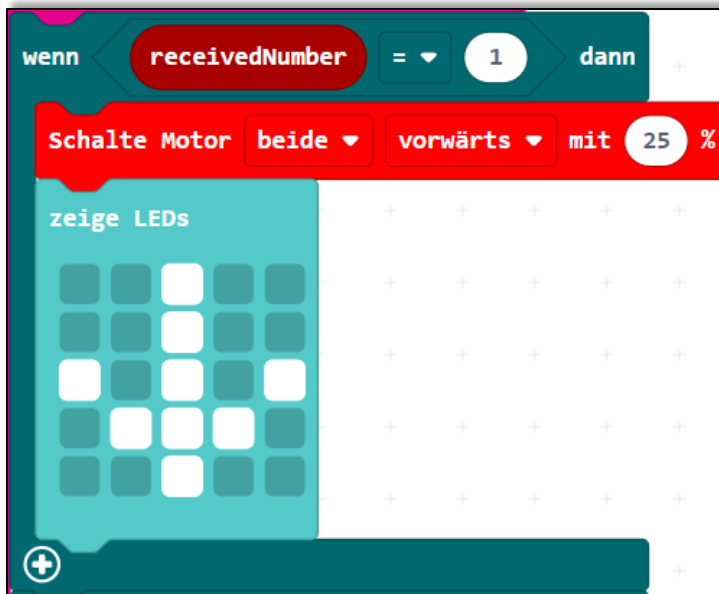 wenn receivedNumber = 1 dann
Schalte Motor beide vorwärts mit 25 %
zeige LEDs